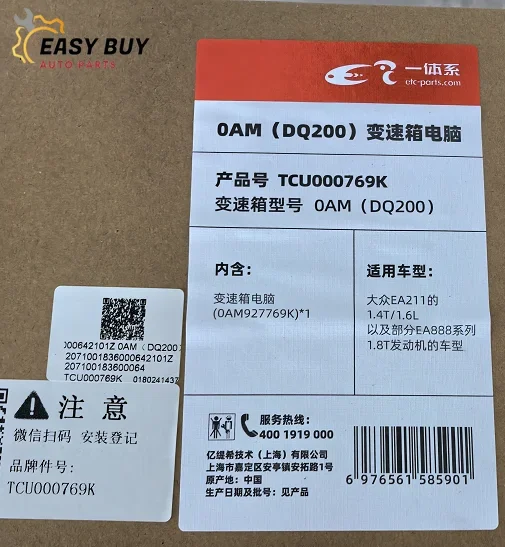 EASY BUY
AUTO PARTS
一体系
etc-parts.com
0AM（DQ200）变速箱电脑
产品号 TCU000769K
变速箱型号 0AM（DQ200）
内含：
变速箱电脑
(0AM927769K)*1
适用车型：
大众EA211的
1.4T/1.6L
以及部分EA888系列
1.8T发动机的车型
服务热线：
400 1919 000
亿缇希技术（上海）有限公司
上海市嘉定区安亭镇安拓路1号
原产地：中国
生产日期及批号：见产品
6 976561 585901
000642101Z 0AM（DQ200）
2071001836000642101Z
207100183600064
TCU000769K 0180241437
注 意
微信扫码 安装登记
品牌件号：
TCU000769K